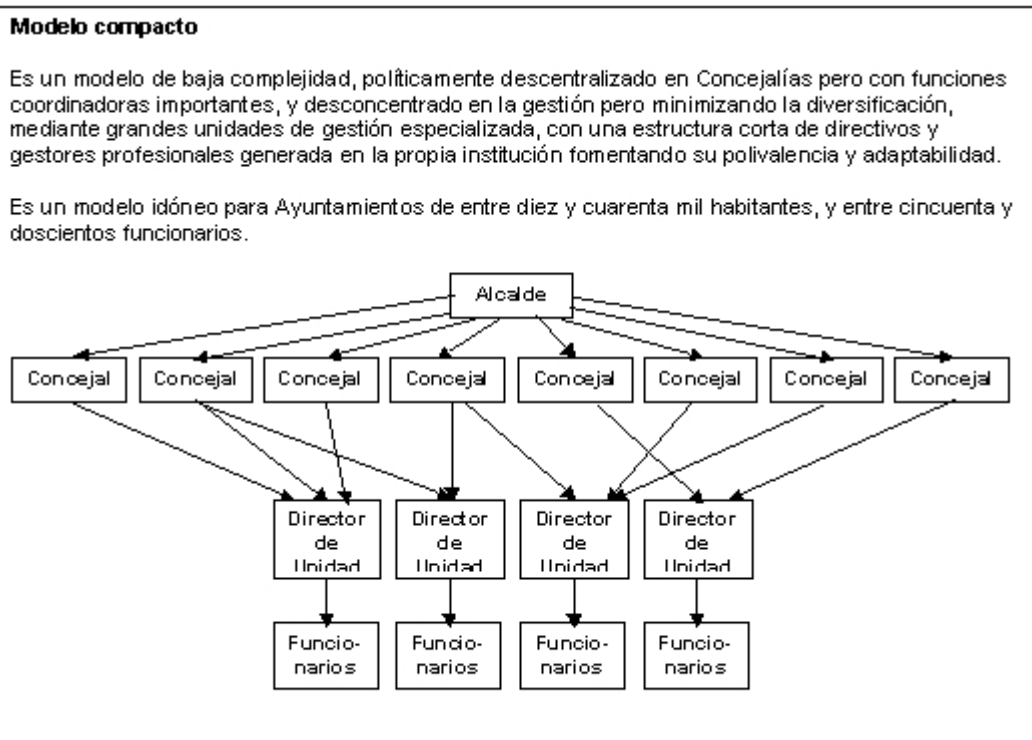 Modelo compacto
Es un modelo de baja complejidad, políticamente descentralizado en Concejalías pero con funciones
coordinadoras importantes, y desconcentrado en la gestión pero minimizando la diversificación,
mediante grandes unidades de gestión especializada, con una estructura corta de directivos y
gestores profesionales generada en la propia institución fomentando su polivalencia y adaptabilidad.
Es un modelo idóneo para Ayuntamientos de entre diez y cuarenta mil habitantes, y entre cincuenta y
doscientos funcionarios.
Alcalde
Concejal Concejal Concejal Concejal Concejal Concejal Concejal Concejal
Director Director Director Director
de de de de
Unidad Unidad Unidad Unidad
Funcio- Funcio- Funcio- Funcio-
narios narios narios narios